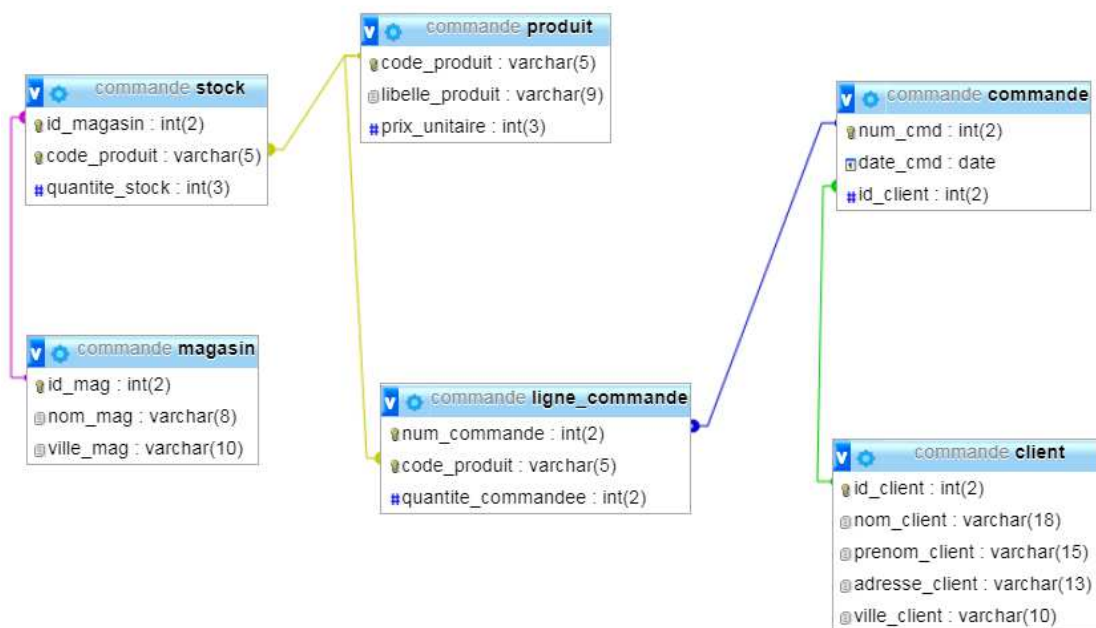 commande produit
code_produit : varchar(5)
libelle_produit : varchar(9)
prix_unitaire : int(3)
commande stock
id_magasin : int(2)
code_produit : varchar(5)
quantite_stock : int(3)
commande commande
num_cmd : int(2)
date_cmd : date
id_client : int(2)
commande magasin
id_mag : int(2)
nom_mag : varchar(8)
ville_mag : varchar(10)
commande ligne_commande
num_commande : int(2)
code_produit : varchar(5)
quantite_commandee : int(2)
commande client
id_client : int(2)
nom_client : varchar(18)
prenom_client : varchar(15)
adresse_client : varchar(13)
ville_client : varchar(10)